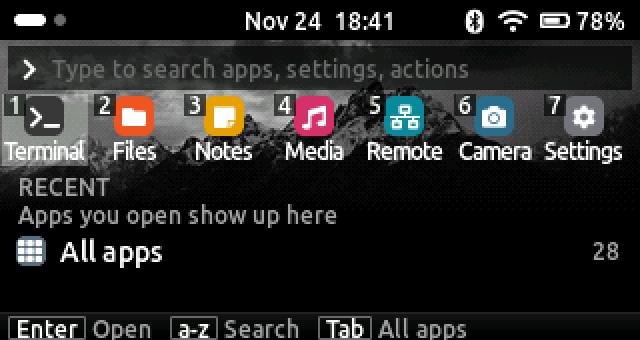 Nov 24 18:41 78%
Type to search apps, settings, actions
1 2 3 4 5 6 7
Terminal Files Notes Media Remote Camera Settings
RECENT
Apps you open show up here
All apps 28
Enter Open a-z Search Tab All apps